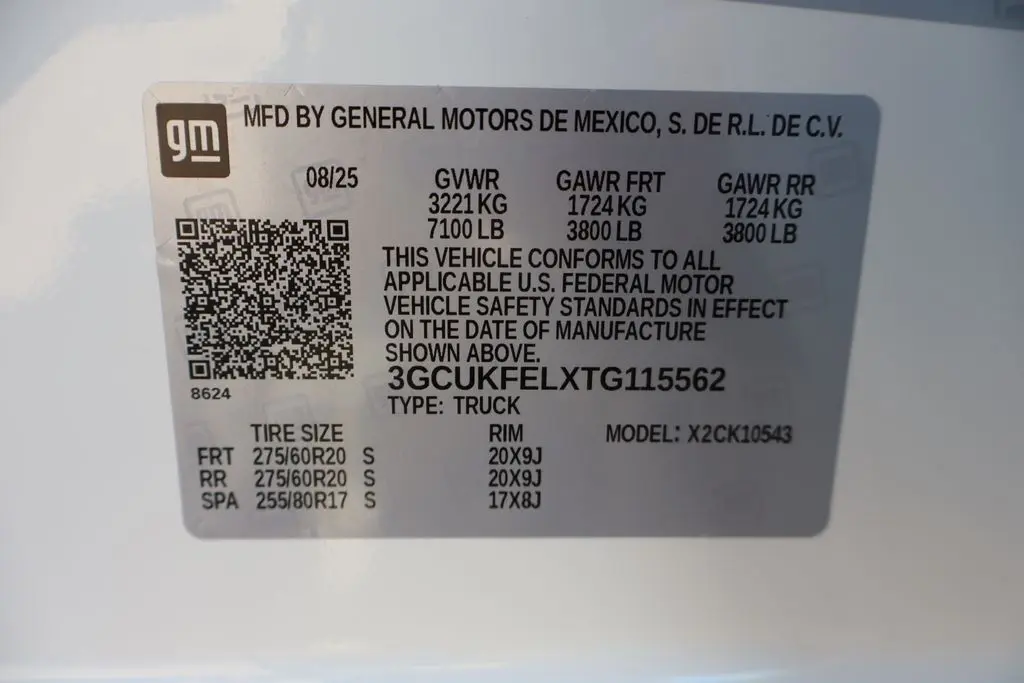 gm
MFD BY GENERAL MOTORS DE MEXICO, S. DE R.L. DE C.V.
08/25 GVWR GAWR FRT GAWR RR
3221 KG 1724 KG 1724 KG
7100 LB 3800 LB 3800 LB
THIS VEHICLE CONFORMS TO ALL
APPLICABLE U.S. FEDERAL MOTOR
VEHICLE SAFETY STANDARDS IN EFFECT
ON THE DATE OF MANUFACTURE
SHOWN ABOVE.
8624
3GCUKFELXTG115562
TYPE: TRUCK
TIRE SIZE RIM MODEL: X2CK10543
FRT 275/60R20 S 20X9J
RR 275/60R20 S 20X9J
SPA 255/80R17 S 17X8J